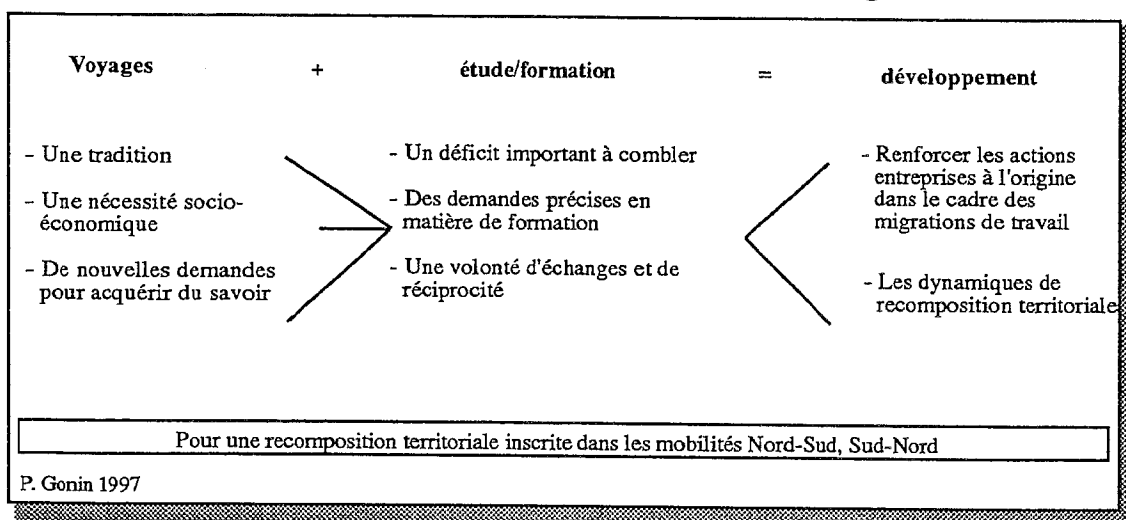 Voyages + étude/formation = développement
- Une tradition
- Une nécessité socio-
économique
- De nouvelles demandes
pour acquérir du savoir
- Un déficit important à combler
- Des demandes précises en
matière de formation
- Une volonté d'échanges et de
réciprocité
- Renforcer les actions
entreprises à l'origine
dans le cadre des
migrations de travail
- Les dynamiques de
recomposition territoriale
Pour une recomposition territoriale inscrite dans les mobilités Nord-Sud, Sud-Nord
P. Gonin 1997